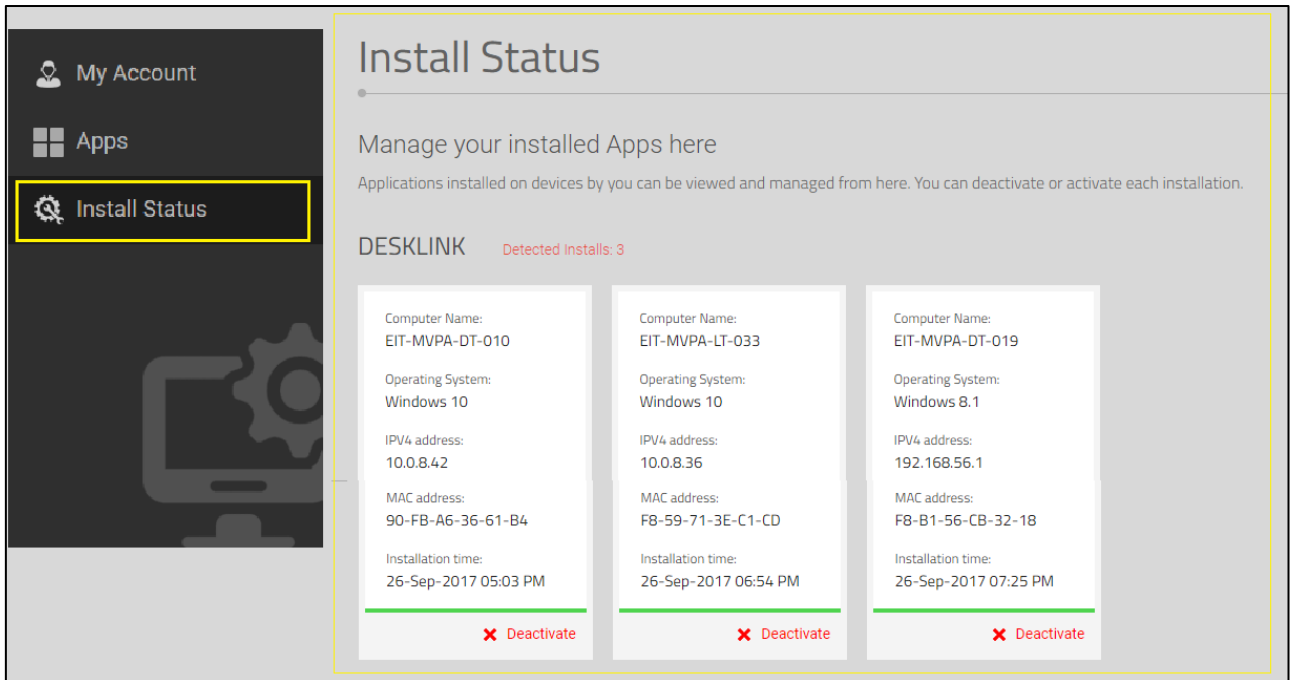 My Account
Apps
Install Status
Install Status
Manage your installed Apps here
Applications installed on devices by you can be viewed and managed from here. You can deactivate or activate each installation.
DESKLINK Detected Installs: 3
Computer Name:
EIT-MVPA-DT-010
Operating System:
Windows 10
IPV4 address:
10.0.8.42
MAC address:
90-FB-A6-36-61-B4
Installation time:
26-Sep-2017 05:03 PM
Deactivate
Computer Name:
EIT-MVPA-LT-033
Operating System:
Windows 10
IPV4 address:
10.0.8.36
MAC address:
F8-59-71-3E-C1-CD
Installation time:
26-Sep-2017 06:54 PM
Deactivate
Computer Name:
EIT-MVPA-DT-019
Operating System:
Windows 8.1
IPV4 address:
192.168.56.1
MAC address:
F8-B1-56-CB-32-18
Installation time:
26-Sep-2017 07:25 PM
Deactivate